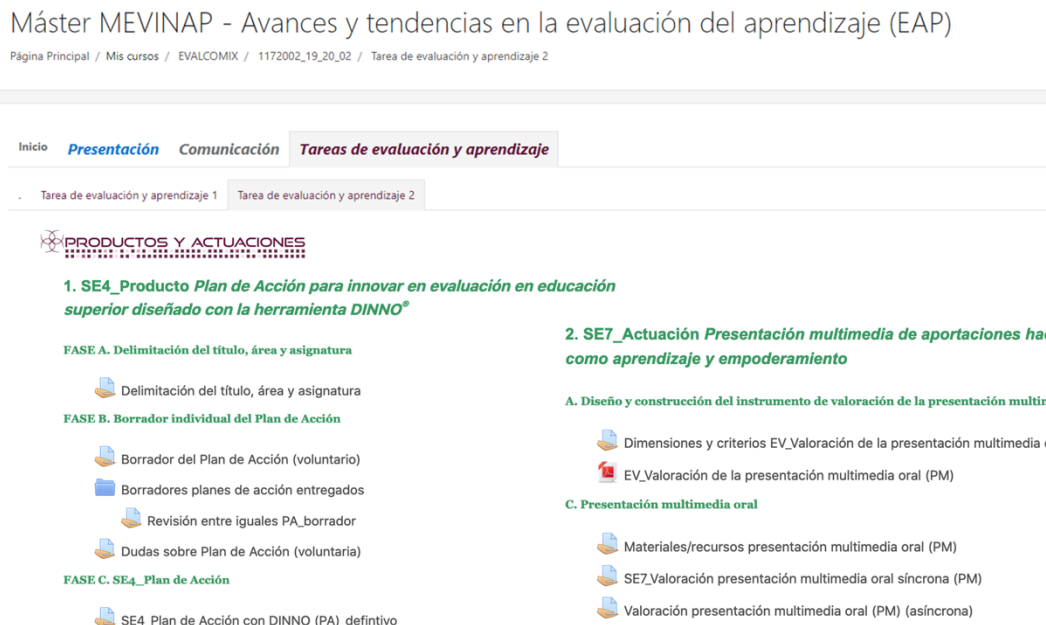 Máster MEVINAP - Avances y tendencias en la evaluación del aprendizaje (EAP)
Página Principal / Mis cursos / EVALCOMIX / 1172002_19_20_02 / Tarea de evaluación y aprendizaje 2
Inicio Presentación Comunicación Tareas de evaluación y aprendizaje
. Tarea de evaluación y aprendizaje 1 Tarea de evaluación y aprendizaje 2
PRODUCTOS Y ACTUACIONES
1. SE4_Producto Plan de Acción para innovar en evaluación en educación
superior diseñado con la herramienta DINNO®
FASE A. Delimitación del título, área y asignatura
Delimitación del título, área y asignatura
FASE B. Borrador individual del Plan de Acción
Borrador del Plan de Acción (voluntario)
Borradores planes de acción entregados
Revisión entre iguales PA_borrador
Dudas sobre Plan de Acción (voluntaria)
FASE C. SE4_Plan de Acción
SE4_Plan de Acción con DINNO (PA)_defintivo
2. SE7_Actuación Presentación multimedia de aportaciones
como aprendizaje y empoderamiento
A. Diseño y construcción del instrumento de valoración de la presentación
Dimensiones y criterios EV_Valoración de la presentación multimedia
EV_Valoración de la presentación multimedia oral (PM)
C. Presentación multimedia oral
Materiales/recursos presentación multimedia oral (PM)
SE7_Valoración presentación multimedia oral síncrona (PM)
Valoración presentación multimedia oral (PM) (asíncrona)